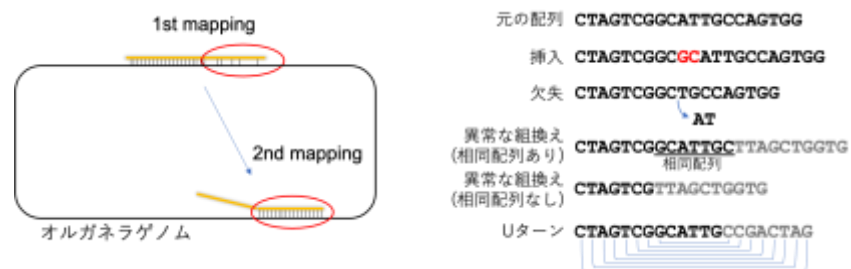 1st mapping
2nd mapping
オルガネラゲノム
元の配列 CTAGTCGGCATTGCCAGTGG
挿入 CTAGTCGGCGCATTGCCAGTGG
欠失 CTAGTCGGCTGCCAGTGG
AT
異常な組換え
(相同配列あり) CTAGTCGGCATTGCTTAGCTGGTG
相同配列
異常な組換え
(相同配列なし) CTAGTCGTTAGCTGGTG
Uターン CTAGTCGGCATTGCCGACTAG